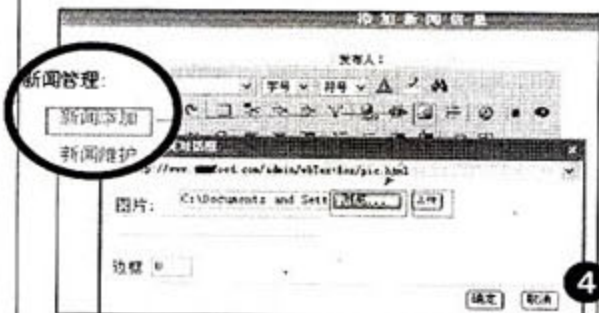 添加新闻信息
发布人：
新闻管理：
字号
新闻添加
新闻维护
图片： C:\Documents and Sett 浏览... 上传
边框 0
确定 取消
4